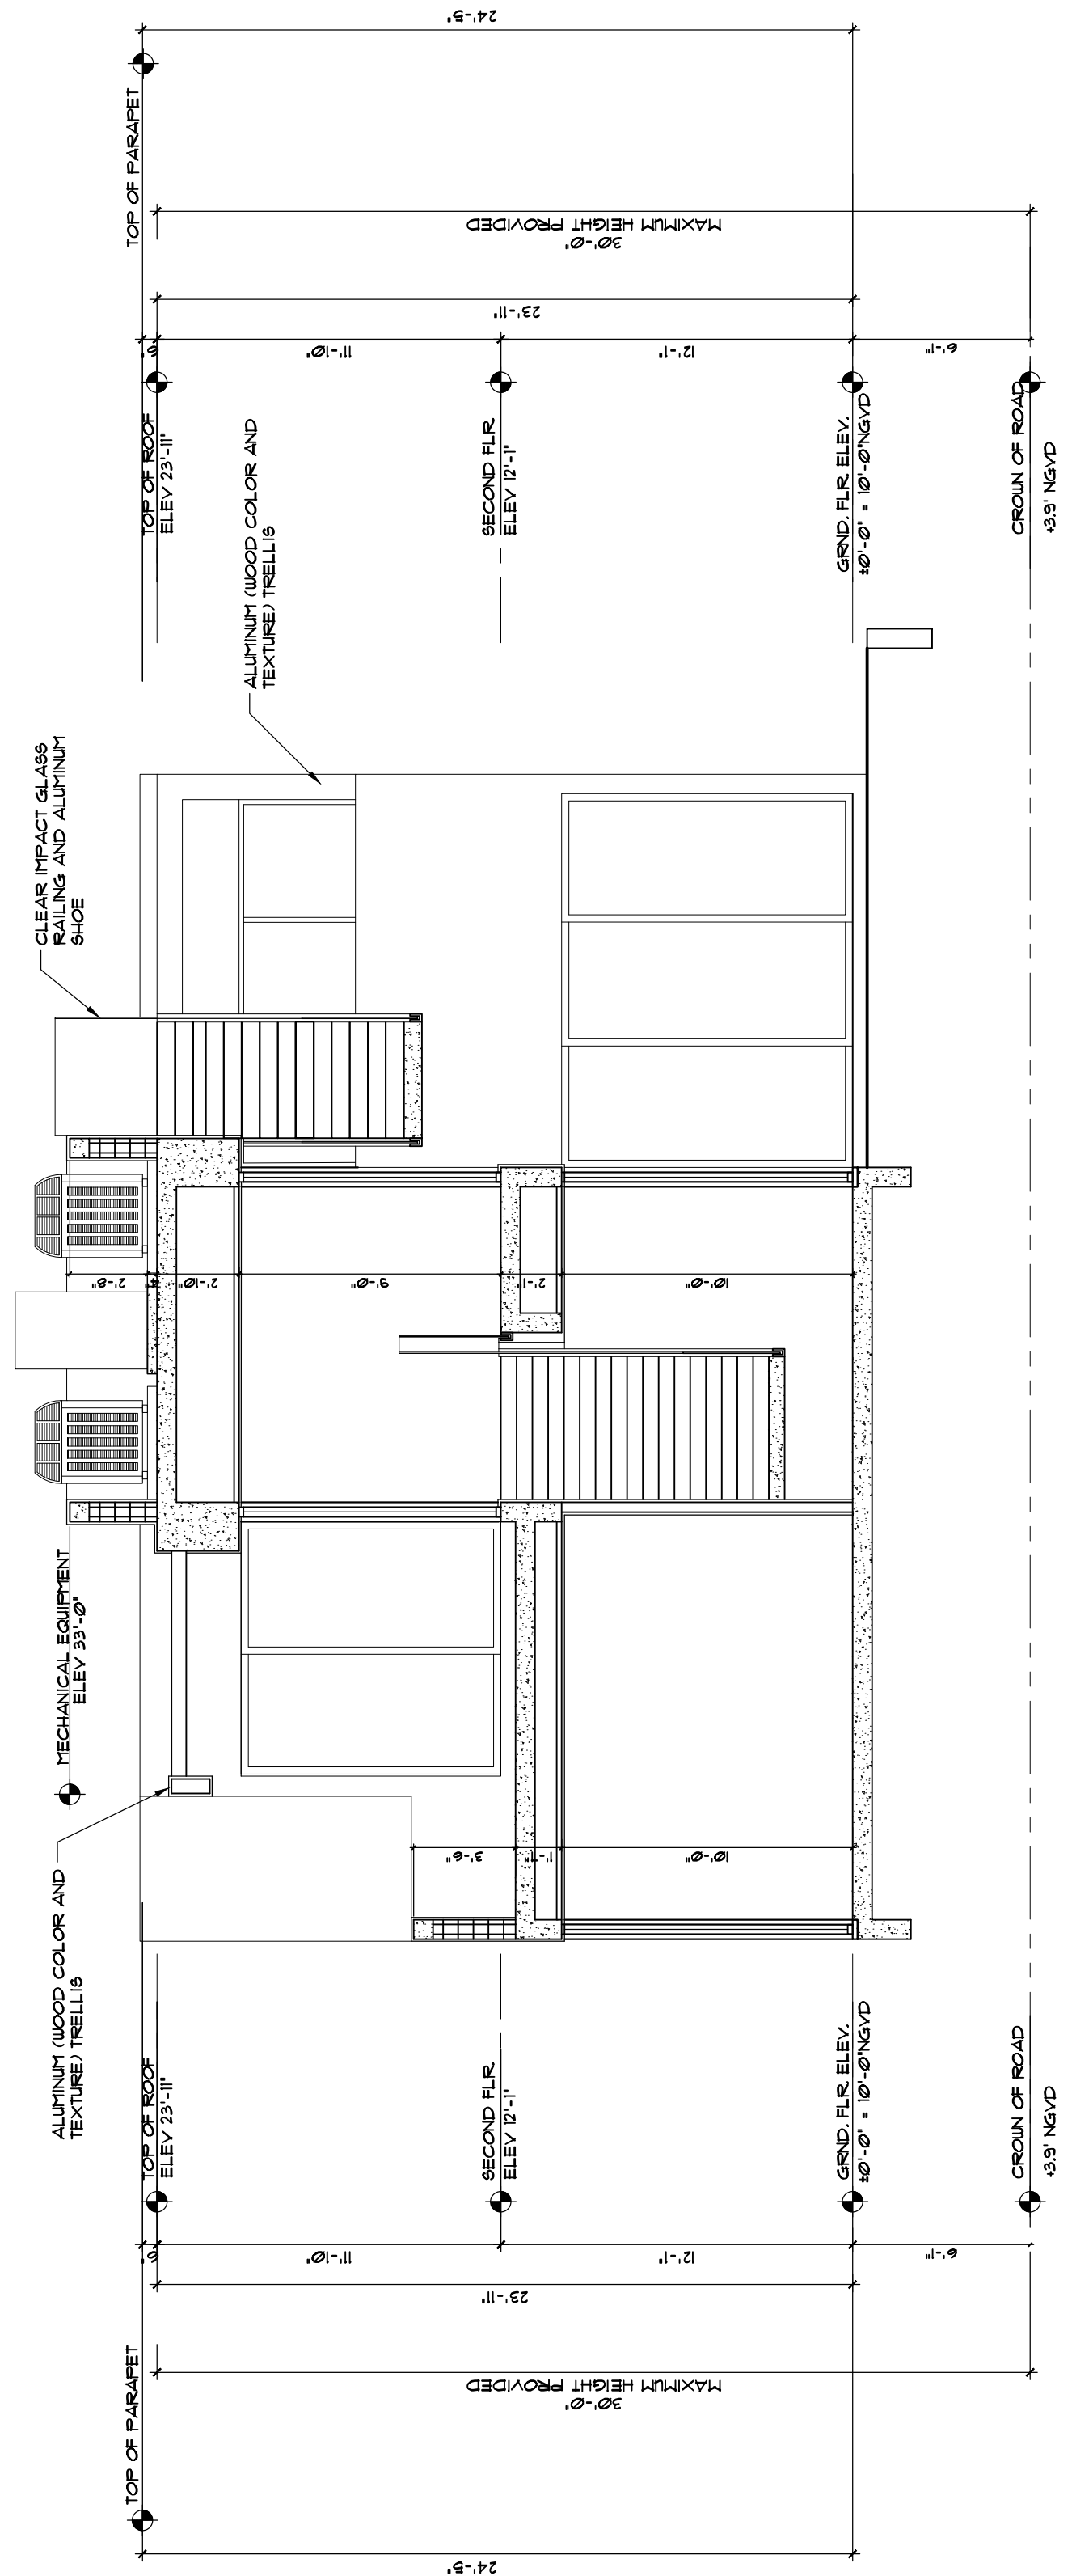 CLEAR IMPACT GLASS
RAILING AND ALUMINUM
SHOE
ALUMINUM (WOOD COLOR AND
TEXTURE) TRELLIS
ALUMINUM (WOOD COLOR AND
TEXTURE) TRELLIS
MECHANICAL EQUIPMENT
ELEV 33'-0"
TOP OF PARAPET
TOP OF ROOF
ELEV 23'-11"
SECOND FLR
ELEV 12'-1"
GRND. FLR ELEV.
±0'-0" = 10'-0"NGVD
CROWN OF ROAD
+3.9' NGVD
24'-5"
30'-0"
MAXIMUM HEIGHT PROVIDED
23'-11"
6"
11'-10"
12'-1"
6'-1"
3'-6"
1'-7"
10'-0"
2'-8"
4"
2'-10"
9'-0"
2'-1"
10'-0"
TOP OF PARAPET
TOP OF ROOF
ELEV 23'-11"
SECOND FLR
ELEV 12'-1"
GRND. FLR ELEV.
±0'-0" = 10'-0"NGVD
CROWN OF ROAD
+3.9' NGVD
6"
11'-10"
12'-1"
6'-1"
23'-11"
30'-0"
MAXIMUM HEIGHT PROVIDED
24'-5"